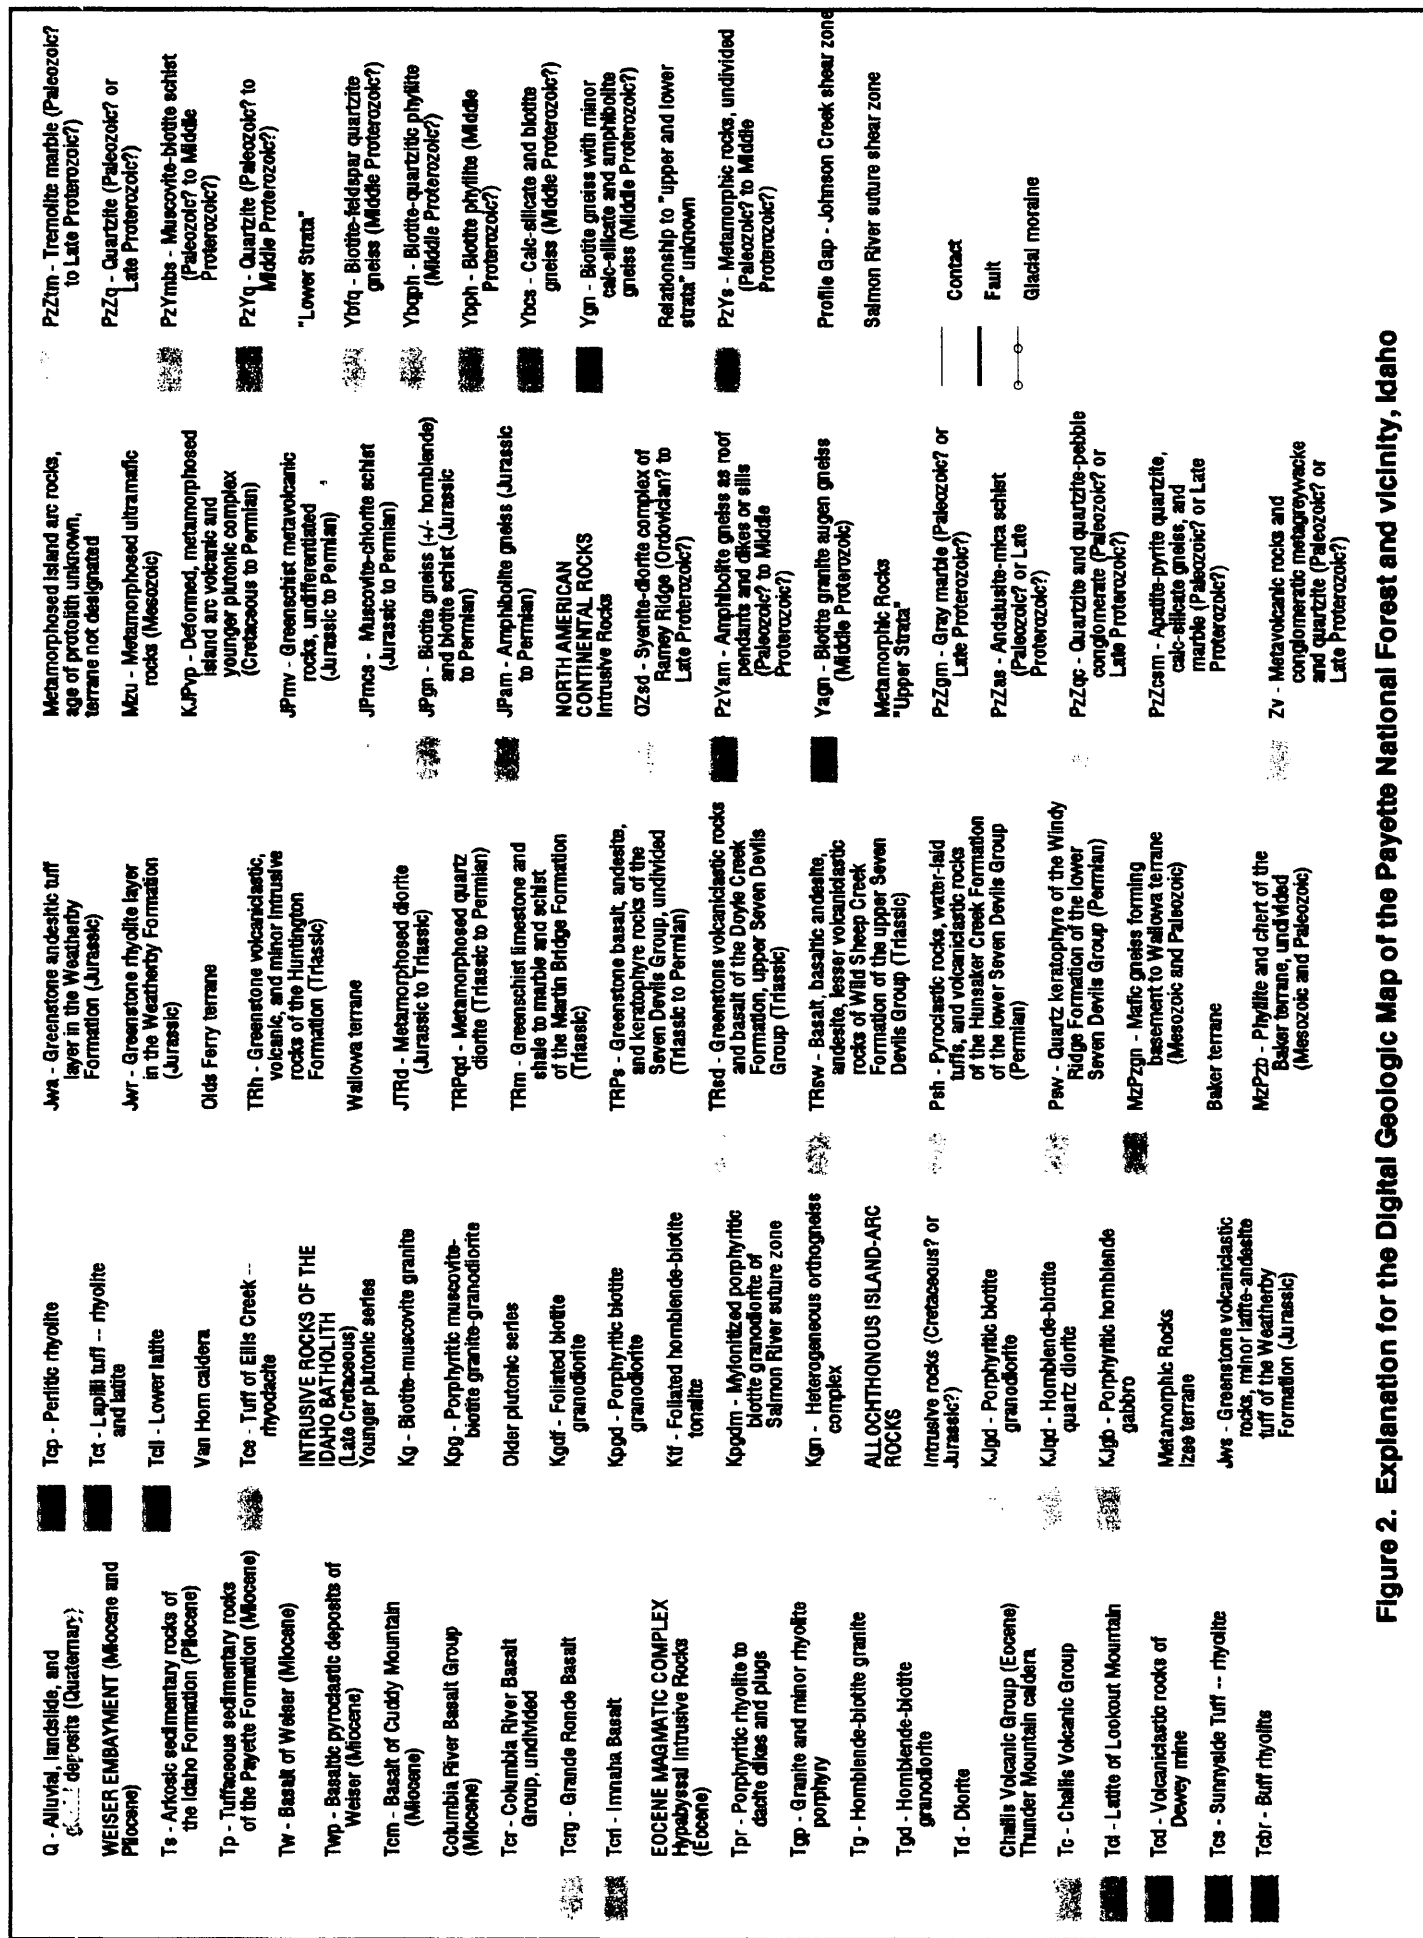 Q - Alluvial, landslide, and
deposits (Quaternary)
WEISER EMBAYMENT (Miocene and
Pliocene)
Ts - Arkosic sedimentary rocks of
the Idaho Formation (Pliocene)
Tp - Tuffaceous sedimentary rocks
of the Payette Formation (Miocene)
Tw - Basalt of Weiser (Miocene)
Twp - Basaltic pyroclastic deposits of
Weiser (Miocene)
Tcm - Basalt of Cuddy Mountain
(Miocene)
Columbia River Basalt Group
(Miocene)
Tcr - Columbia River Basalt
Group, undivided
Tcrg - Grande Ronde Basalt
Tcri - Imnaha Basalt
EOCENE MAGMATIC COMPLEX
Hypabyssal Intrusive Rocks
(Eocene)
Tpr - Porphyritic rhyolite to
dacite dikes and plugs
Tgp - Granite and minor rhyolite
porphyry
Tg - Hornblende-biotite granite
Tgd - Hornblende-biotite
granodiorite
Td - Diorite
Challis Volcanic Group (Eocene)
Thunder Mountain caldera
Tc - Challis Volcanic Group
Tcl - Latite of Lookout Mountain
Tcd - Volcaniclastic rocks of
Dewey mine
Tcs - Sunnyside Tuff -- rhyolite
Tcbr - Buff rhyolite
Tcp - Perlitic rhyolite
Tct - Lapilli tuff -- rhyolite
and latite
Tcll - Lower latite
Van Horn caldera
Tce - Tuff of Ellis Creek --
rhyodacite
INTRUSIVE ROCKS OF THE
IDAHO BATHOLITH
(Late Cretaceous)
Younger plutonic series
Kg - Biotite-muscovite granite
Kpg - Porphyritic muscovite-
biotite granite-granodiorite
Older plutonic series
Kgdf - Foliated biotite
granodiorite
Kpgd - Porphyritic biotite
granodiorite
Ktf - Foliated hornblende-biotite
tonalite
Kpgdm - Mylonitized porphyritic
biotite granodiorite of
Salmon River suture zone
Kgn - Heterogeneous orthogneiss
complex
ALLOCHTHONOUS ISLAND-ARC
ROCKS
Intrusive rocks (Cretaceous? or
Jurassic?)
KJpgd - Porphyritic biotite
granodiorite
KJqd - Hornblende-biotite
quartz diorite
KJgb - Porphyritic hornblende
gabbro
Metamorphic Rocks
Izee terrane
Jws - Greenstone volcaniclastic
rocks, minor latite-andesite
tuff of the Weatherby
Formation (Jurassic)
Jwa - Greenstone andesitic tuff
layer in the Weatherby
Formation (Jurassic)
Jwr - Greenstone rhyolite layer
in the Weatherby Formation
(Jurassic)
Olds Ferry terrane
TRh - Greenstone volcaniclastic,
volcanic, and minor intrusive
rocks of the Huntington
Formation (Triassic)
Wallowa terrane
JTRd - Metamorphosed diorite
(Jurassic to Triassic)
TRPqd - Metamorphosed quartz
diorite (Triassic to Permian)
TRm - Greenschist limestone and
shale to marble and schist
of the Martin Bridge Formation
(Triassic)
TRPs - Greenstone basalt, andesite,
and keratophyre rocks of the
Seven Devils Group, undivided
(Triassic to Permian)
TRsd - Greenstone volcaniclastic rocks
and basalt of the Doyle Creek
Formation, upper Seven Devils
Group (Triassic)
TRsw - Basalt, basaltic andesite,
andesite, lesser volcaniclastic
rocks of Wild Sheep Creek
Formation of the upper Seven
Devils Group (Triassic)
Psh - Pyroclastic rocks, water-laid
tuffs, and volcaniclastic rocks
of the Hunsaker Creek Formation
of the lower Seven Devils Group
(Permian)
Psw - Quartz keratophyre of the Windy
Ridge Formation of the lower
Seven Devils Group (Permian)
MzPzgn - Mafic gneiss forming
basement to Wallowa terrane
(Mesozoic and Paleozoic)
Baker terrane
MzPzb - Phyllite and chert of the
Baker terrane, undivided
(Mesozoic and Paleozoic)
Metamorphosed island arc rocks,
age of protolith unknown,
terrane not designated
Mzu - Metamorphosed ultramafic
rocks (Mesozoic)
KJPvp - Deformed, metamorphosed
island arc volcanic and
younger plutonic complex
(Cretaceous to Permian)
JPmv - Greenschist metavolcanic
rocks, undifferentiated
(Jurassic to Permian)
JPmcs - Muscovite-chlorite schist
(Jurassic to Permian)
JPgn - Biotite gneiss (+/- hornblende)
and biotite schist (Jurassic
to Permian)
JPam - Amphibolite gneiss (Jurassic
to Permian)
NORTH AMERICAN
CONTINENTAL ROCKS
Intrusive Rocks
OZsd - Syenite-diorite complex of
Ramey Ridge (Ordovician? to
Late Proterozoic?)
PzYam - Amphibolite gneiss as roof
pendants and dikes or sills
(Paleozoic? to Middle
Proterozoic?)
Yagn - Biotite granite augen gneiss
(Middle Proterozoic)
Metamorphic Rocks
"Upper Strata"
PzZgm - Gray marble (Paleozoic? or
Late Proterozoic?)
PzZas - Andalusite-mica schist
(Paleozoic? or Late
Proterozoic?)
PzZqc - Quartzite and quartzite-pebble
conglomerate (Paleozoic? or
Late Proterozoic?)
PzZcsm - Apatite-pyrite quartzite,
calc-silicate gneiss, and
marble (Paleozoic? or Late
Proterozoic?)
Zv - Metavolcanic rocks and
conglomeratic metagreywacke
and quartzite (Paleozoic? or
Late Proterozoic?)
PzZtm - Tremolite marble (Paleozoic?
to Late Proterozoic?)
PzZq - Quartzite (Paleozoic? or
Late Proterozoic?)
PzYmbs - Muscovite-biotite schist
(Paleozoic? to Middle
Proterozoic?)
PzYq - Quartzite (Paleozoic? to
Middle Proterozoic?)
"Lower Strata"
Ybfq - Biotite-feldspar quartzite
gneiss (Middle Proterozoic?)
Ybqph - Biotite-quartzitic phyllite
(Middle Proterozoic?)
Ybph - Biotite phyllite (Middle
Proterozoic?)
Ybcs - Calc-silicate and biotite
gneiss (Middle Proterozoic?)
Ygn - Biotite gneiss with minor
calc-silicate and amphibolite
gneiss (Middle Proterozoic?)
Relationship to "upper and lower
strata" unknown
PzYs - Metamorphic rocks, undivided
(Paleozoic? to Middle
Proterozoic?)
Profile Gap - Johnson Creek shear zone
Salmon River suture shear zone
Contact
Fault
Glacial moraine
Figure 2. Explanation for the Digital Geologic Map of the Payette National Forest and vicinity, Idaho